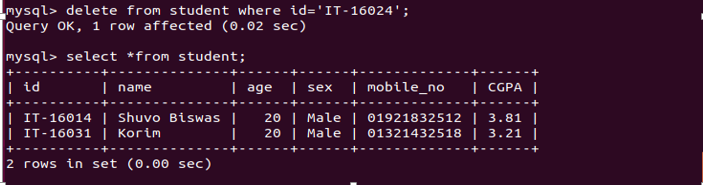 mysql> delete from student where id='IT-16024';
Query OK, 1 row affected (0.02 sec)
mysql> select *from student;
+----------+--------------+------+------+-------------+------+
| id       | name         | age  | sex  | mobile_no   | CGPA |
+----------+--------------+------+------+-------------+------+
| IT-16014 | Shuvo Biswas |   20 | Male | 01921832512 | 3.81 |
| IT-16031 | Korim        |   20 | Male | 01321432518 | 3.21 |
+----------+--------------+------+------+-------------+------+
2 rows in set (0.00 sec)